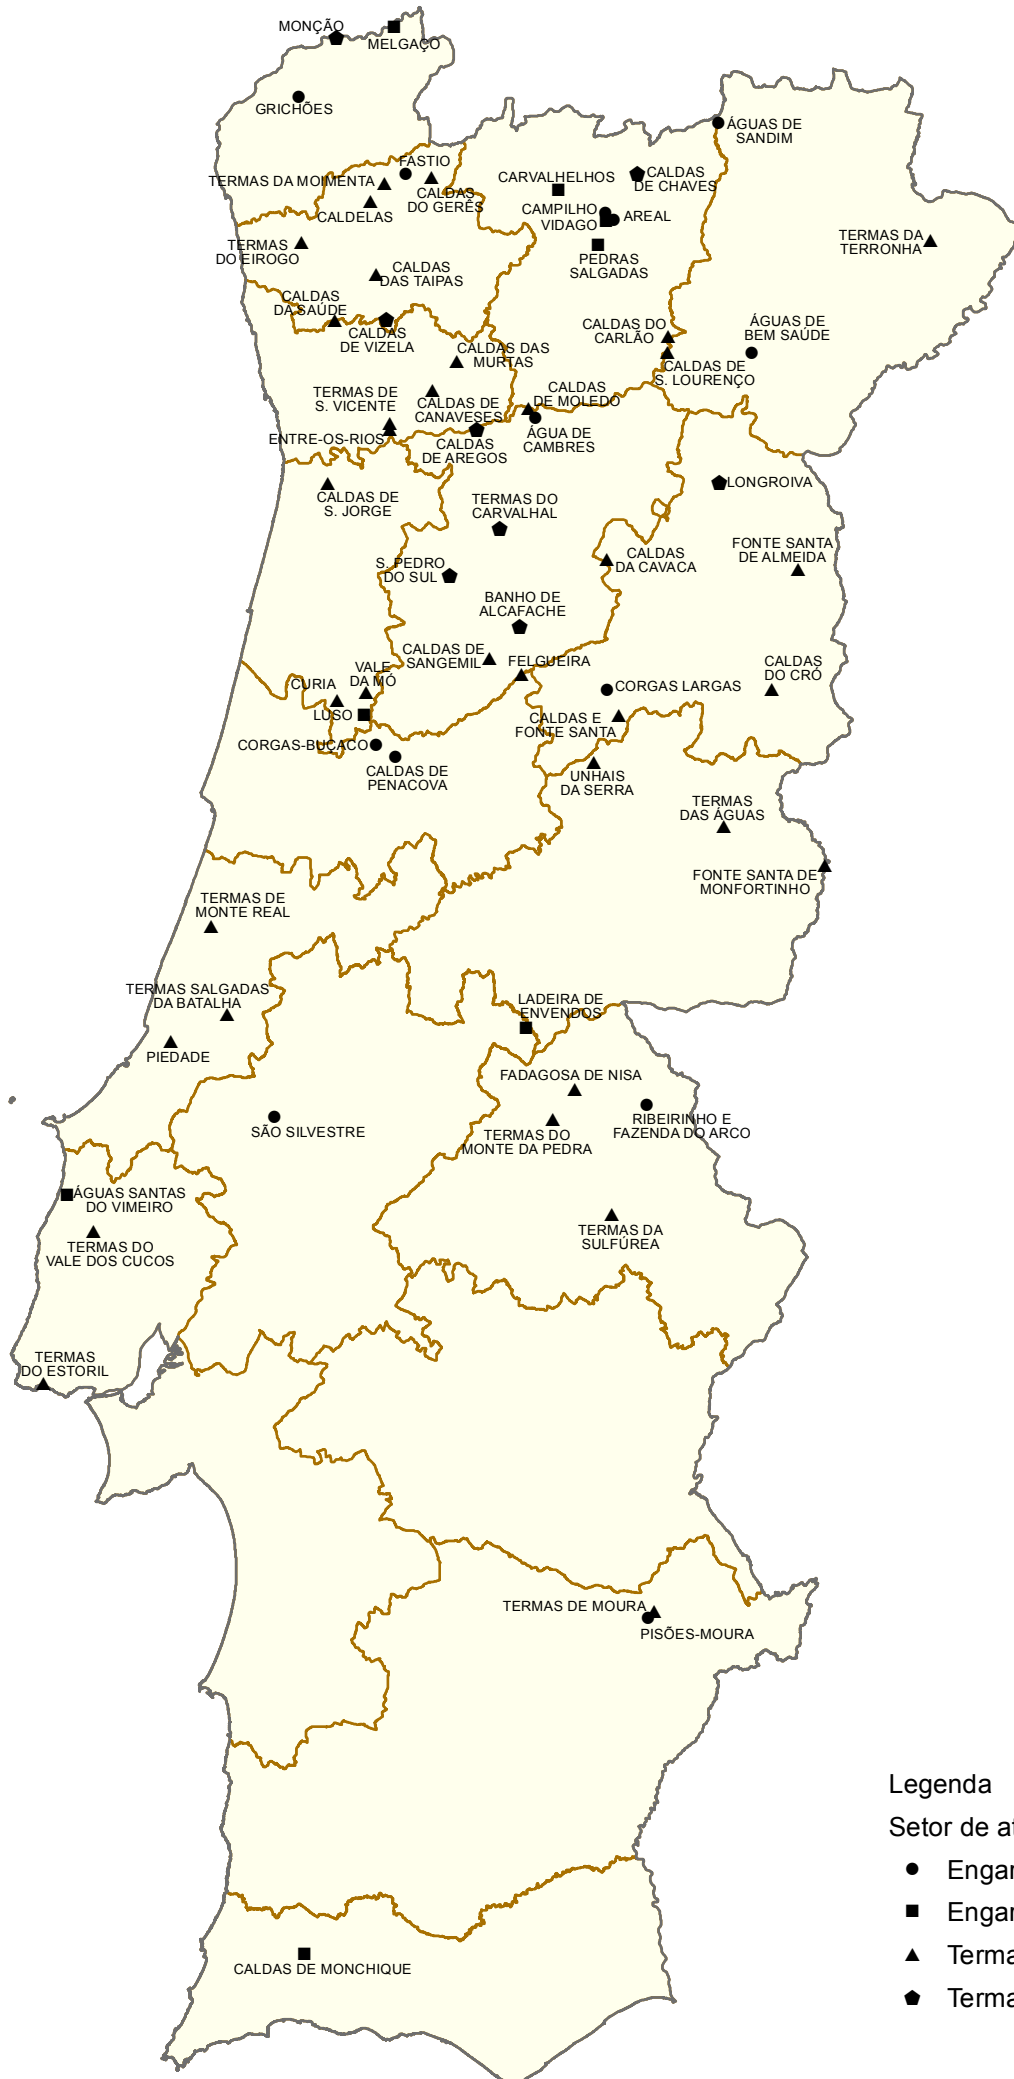 MONÇÃO
MELGAÇO
GRICHÕES
ÁGUAS DE
SANDIM
FASTIO
TERMAS DA MOIMENTA
CALDAS
DO GERÊS
CALDELAS
CARVALHELHOS
CALDAS
DE CHAVES
CAMPILHO
VIDAGO
AREAL
PEDRAS
SALGADAS
TERMAS DA
TERRONHA
TERMAS
DO EIROGO
CALDAS
DAS TAIPAS
CALDAS
DA SAÚDE
CALDAS
DE VIZELA
CALDAS DAS
MURTAS
CALDAS DO
CARLÃO
ÁGUAS DE
BEM SAÚDE
CALDAS DE
S. LOURENÇO
TERMAS DE
S. VICENTE
CALDAS DE
CANAVESES
CALDAS
DE MOLEDO
ENTRE-OS-RIOS
CALDAS
DE AREGOS
ÁGUA DE
CAMBRES
CALDAS DE
S. JORGE
TERMAS DO
CARVALHAL
LONGROIVA
FONTE SANTA
DE ALMEIDA
S. PEDRO
DO SUL
CALDAS
DA CAVACA
BANHO DE
ALCAFACHE
CALDAS DE
SANGEMIL
FELGUEIRA
CALDAS
DO CRÓ
VALE
DA MÓ
CURIA
LUSO
CORGAS LARGAS
CALDAS E
FONTE SANTA
CORGAS-BUÇACO
CALDAS DE
PENACOVA
UNHAIS
DA SERRA
TERMAS
DAS ÁGUAS
FONTE SANTA DE
MONFORTINHO
TERMAS DE
MONTE REAL
TERMAS SALGADAS
DA BATALHA
PIEDADE
LADEIRA DE
ENVENDOS
FADAGOSA DE NISA
SÃO SILVESTRE
TERMAS DO
MONTE DA PEDRA
RIBEIRINHO E
FAZENDA DO ARCO
ÁGUAS SANTAS
DO VIMEIRO
TERMAS DO
VALE DOS CUCOS
TERMAS DA
SULFÚREA
TERMAS
DO ESTORIL
TERMAS DE MOURA
PISÕES-MOURA
CALDAS DE MONCHIQUE
Legenda
Setor de at
Engar
Engar
Terma
Terma